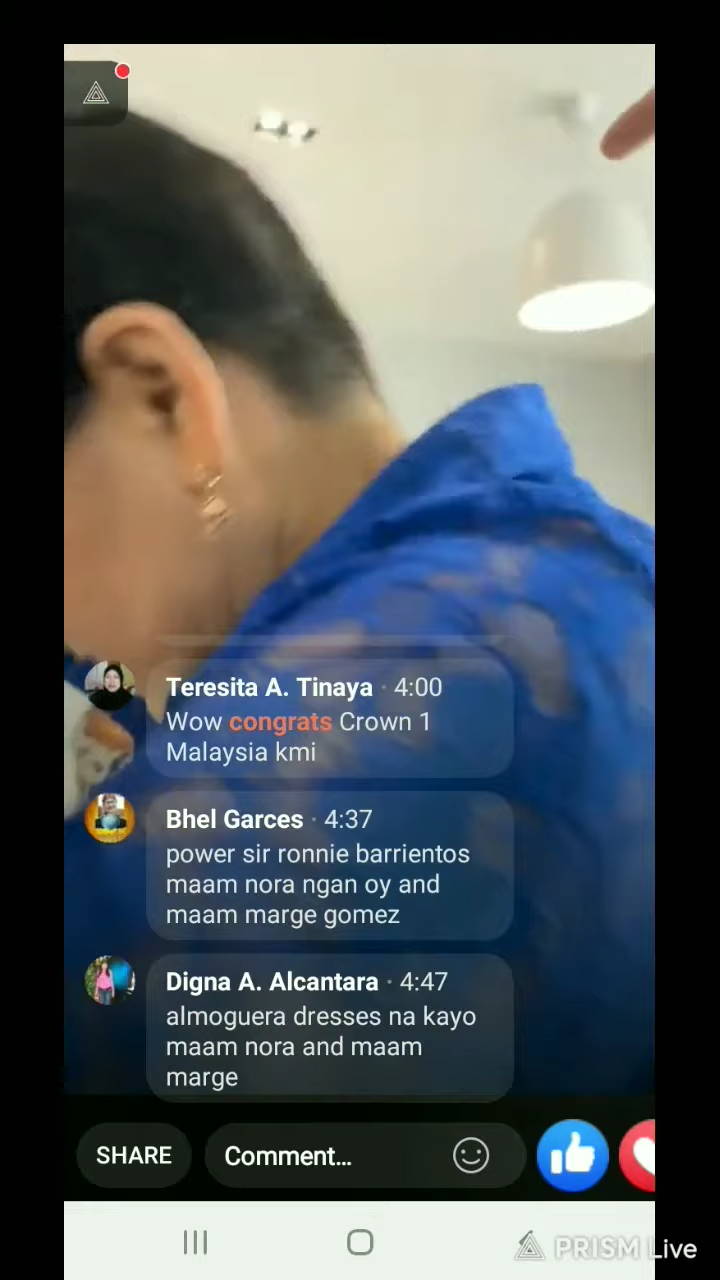 Teresita A. Tinaya · 4:00
Wow congrats Crown 1
Malaysia kmi
Bhel Garces · 4:37
power sir ronnie barrientos
maam nora ngan oy and
maam marge gomez
Digna A. Alcantara · 4:47
almoguera dresses na kayo
maam nora and maam
marge
SHARE
Comment...
PRISM Live